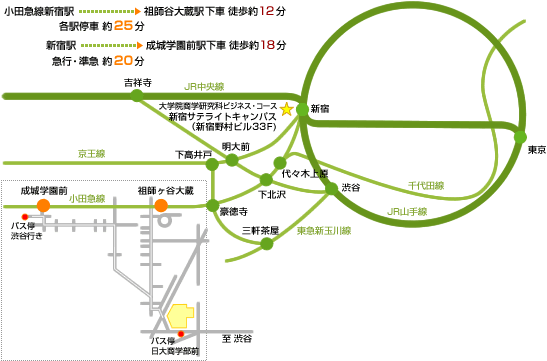 小田急線新宿駅 祖師谷大蔵駅下車 徒歩約12分
各駅停車 約25分
新宿駅 成城学園前駅下車 徒歩約18分
急行・準急 約20分
吉祥寺
JR中央線
大学院商学研究科ビジネス・コース
新宿サテライトキャンパス
(新宿野村ビル33F)
新宿
東京
明大前
京王線
下高井戸
代々木上原
成城学園前
祖師ヶ谷大蔵
下北沢
渋谷
千代田線
小田急線
豪徳寺
JR山手線
バス停
渋谷行き
三軒茶屋
東急新玉川線
バス停
日大商学部前
至 渋谷